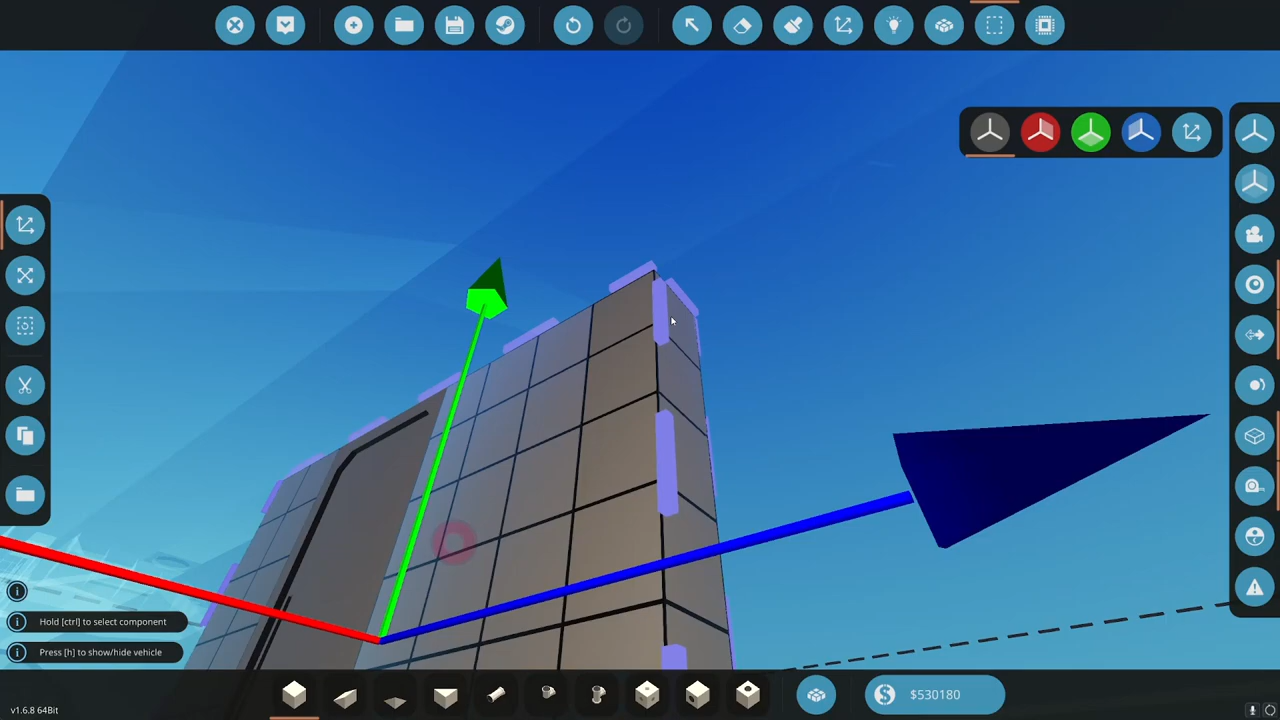 Hold [ctrl] to select component
Press [h] to show/hide vehicle
$530180
v1.6.8 64Bit